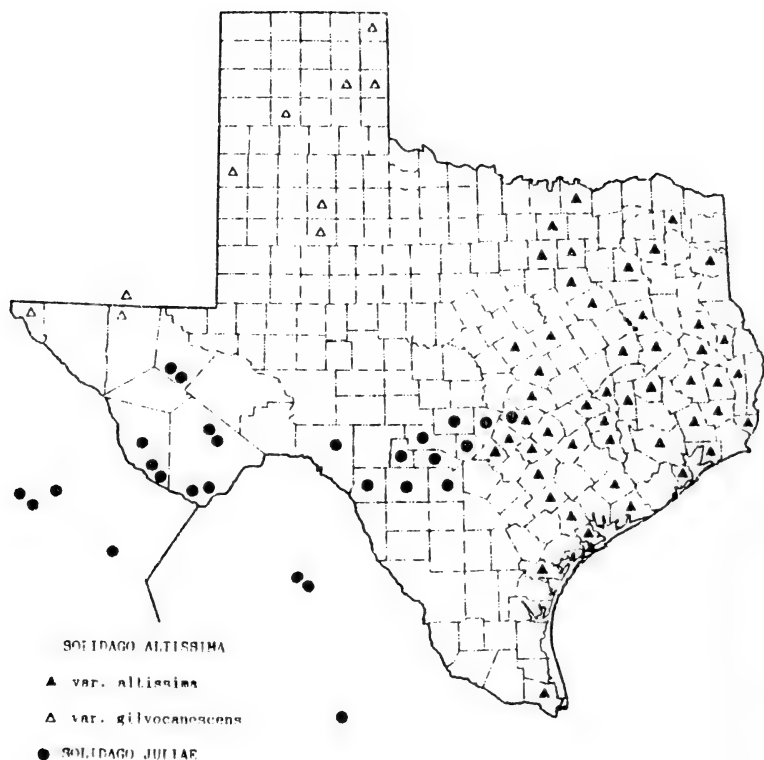 SOLIDAGO ALTISSIMA
var. altissima
var. gilvocanescens
SOLIDAGO JULIAE